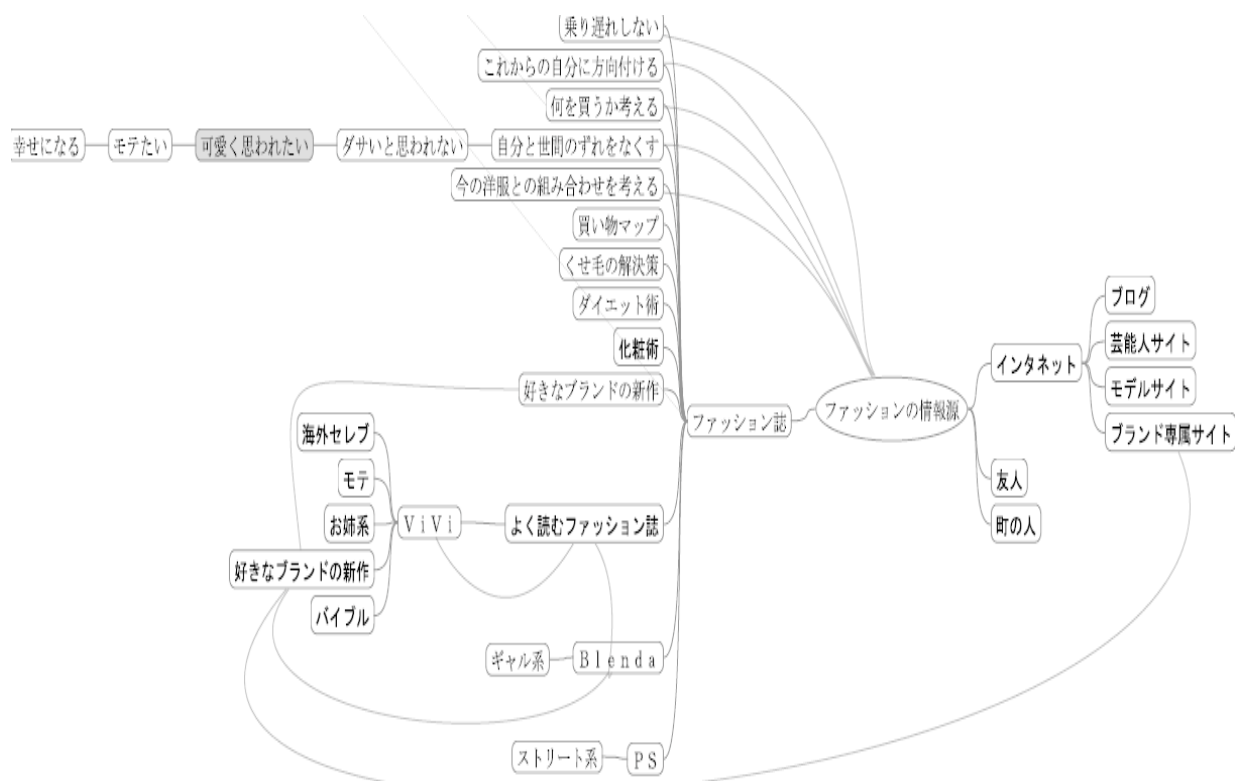 乗り遅れしない
これからの自分に方向付ける
何を買うか考える
幸せになる
モテたい
可愛く思われたい
ダサいと思われない
自分と世間のずれをなくす
今の洋服との組み合わせを考える
買い物マップ
くせ毛の解決策
ダイエット術
化粧術
好きなブランドの新作
ファッション誌
ファッションの情報源
インタネット
ブログ
芸能人サイト
モデルサイト
ブランド専属サイト
友人
町の人
海外セレブ
モテ
お姉系
好きなブランドの新作
バイブル
ViVi
よく読むファッション誌
ギャル系
Blenda
ストリート系
PS